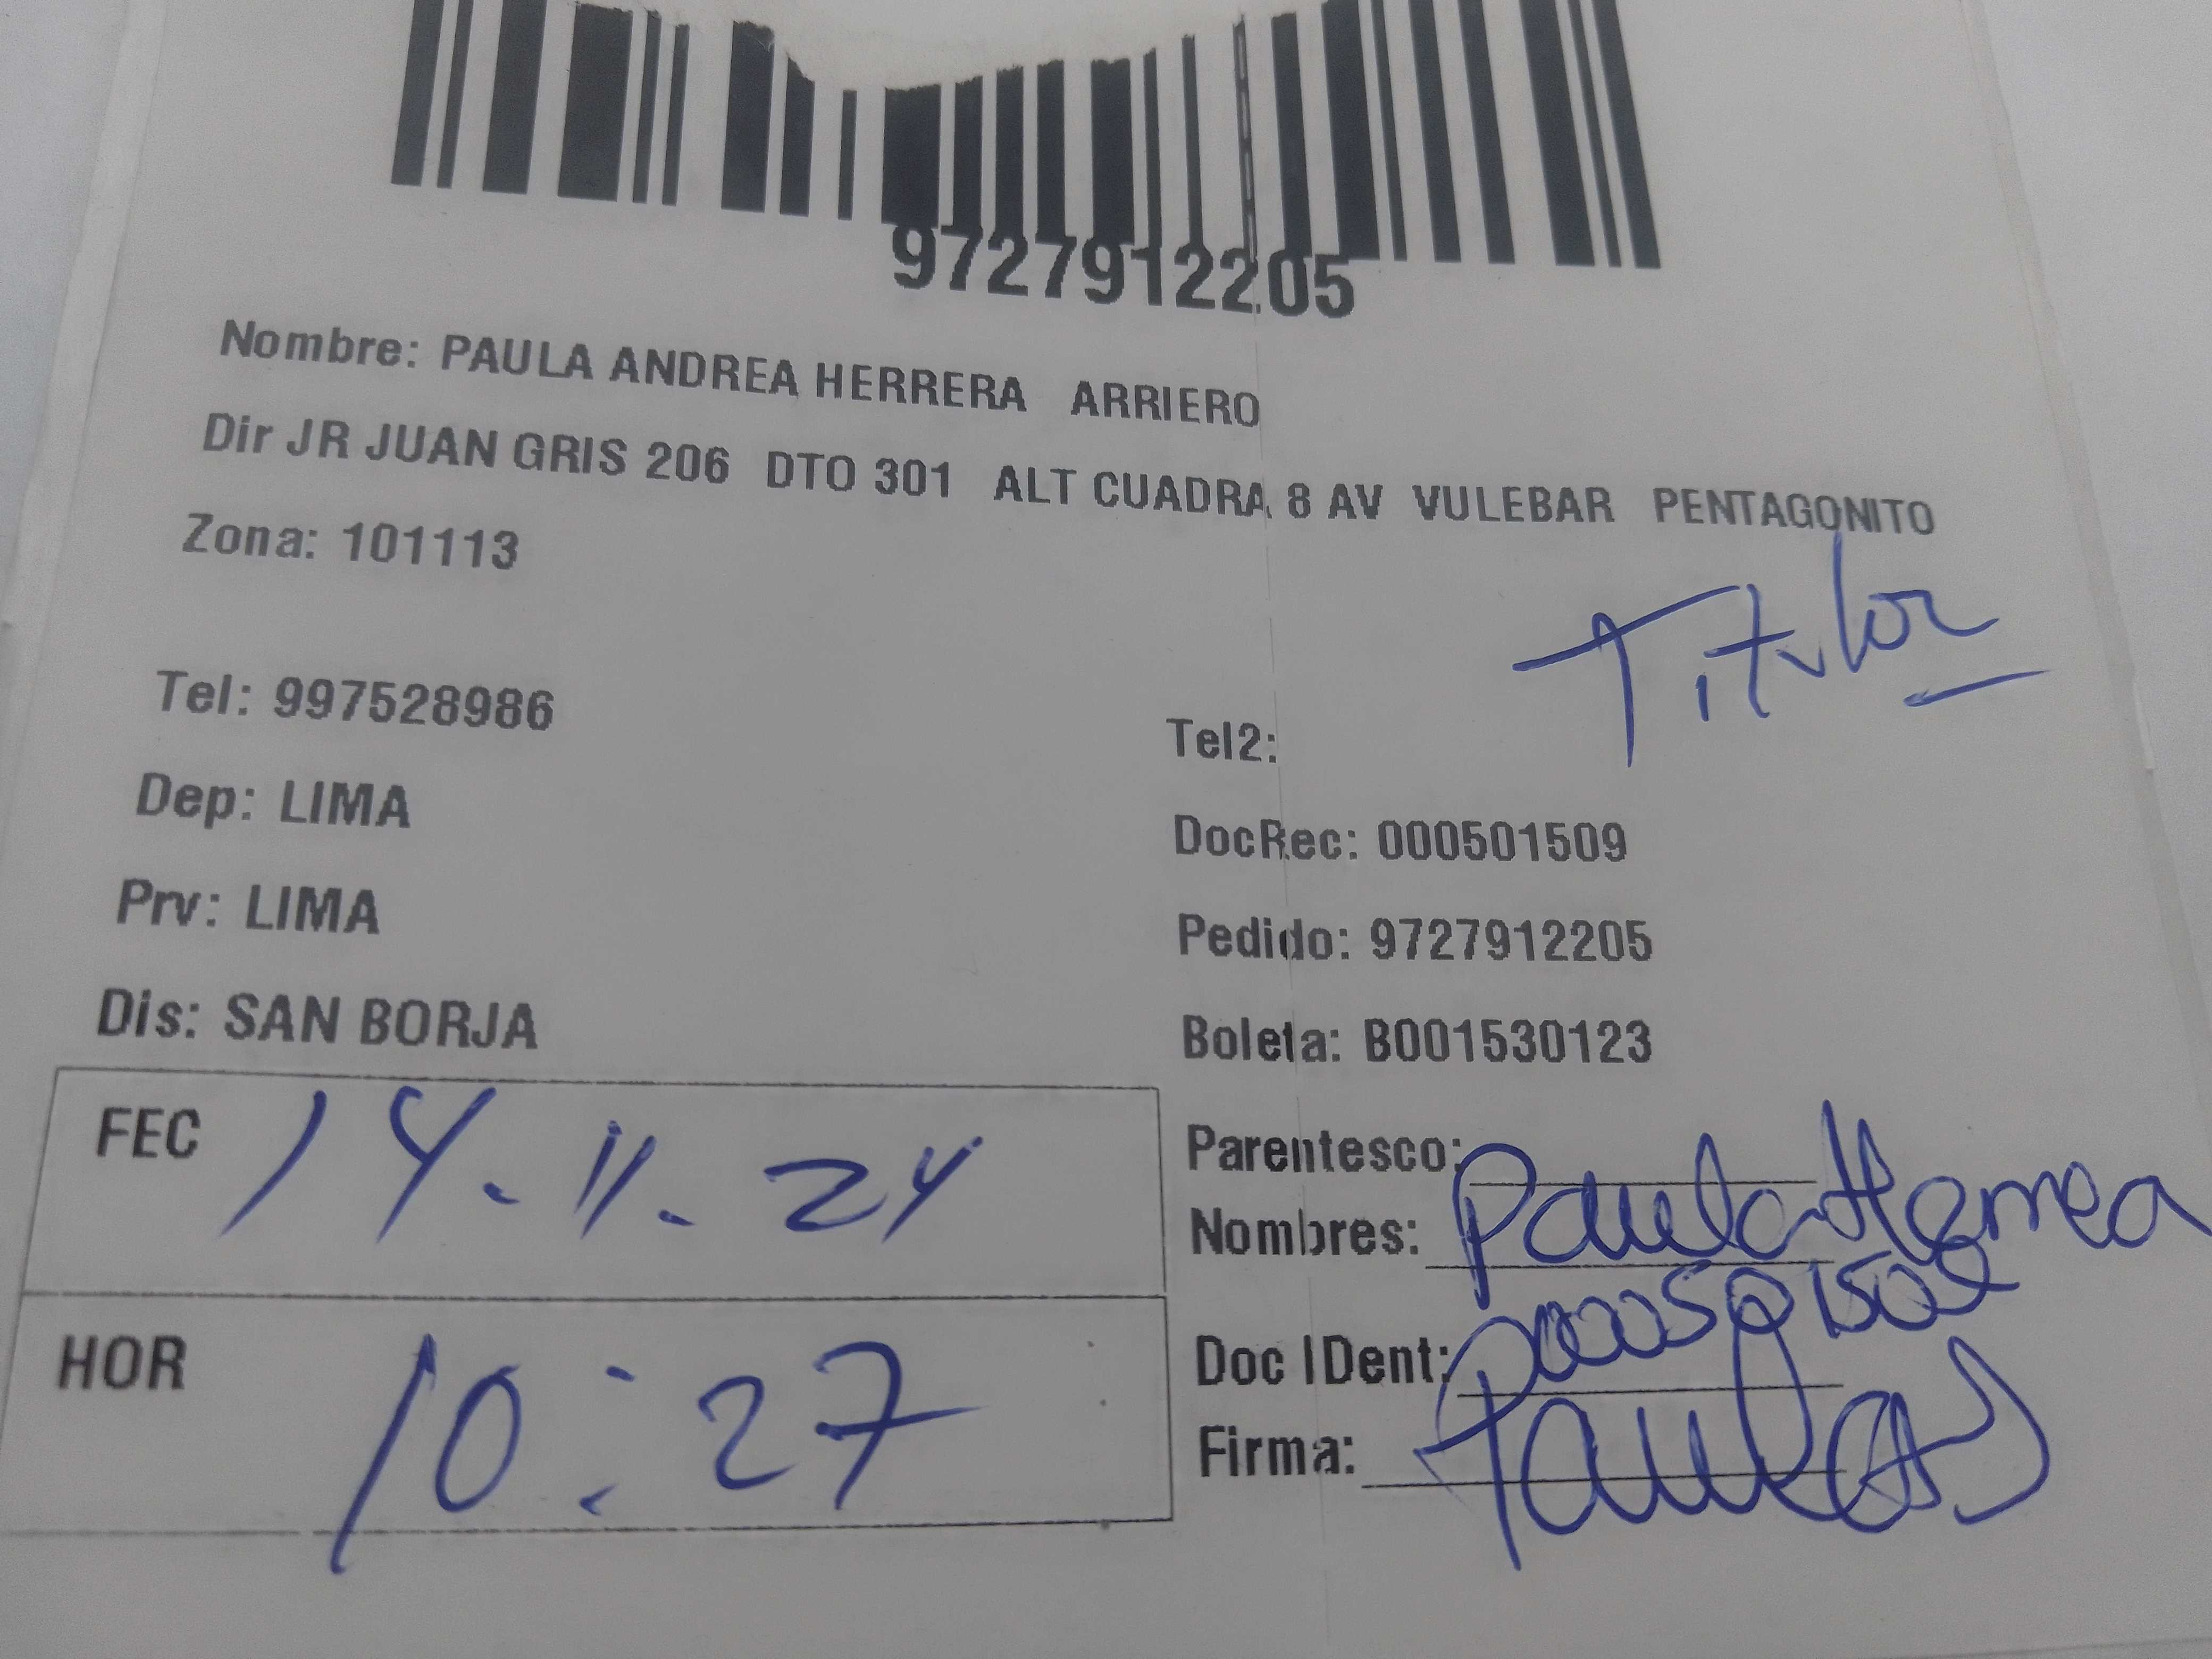 9727912205
Nombre: PAULA ANDREA HERRERA ARRIERO
Dir JR JUAN GRIS 206 DTO 301 ALT CUADRA 8 AV VULEBAR PENTAGONITO
Zona: 101113
Titular
Tel: 997528986
Tel2:
Dep: LIMA
DocRec: 000501509
Prv: LIMA
Pedido: 9727912205
Dis: SAN BORJA
Boleta: B001530123
FEC 14-11-24
Parentesco:
Nombres: Paula Herrera
HOR 10:27
Doc IDent:
Firma: Paula